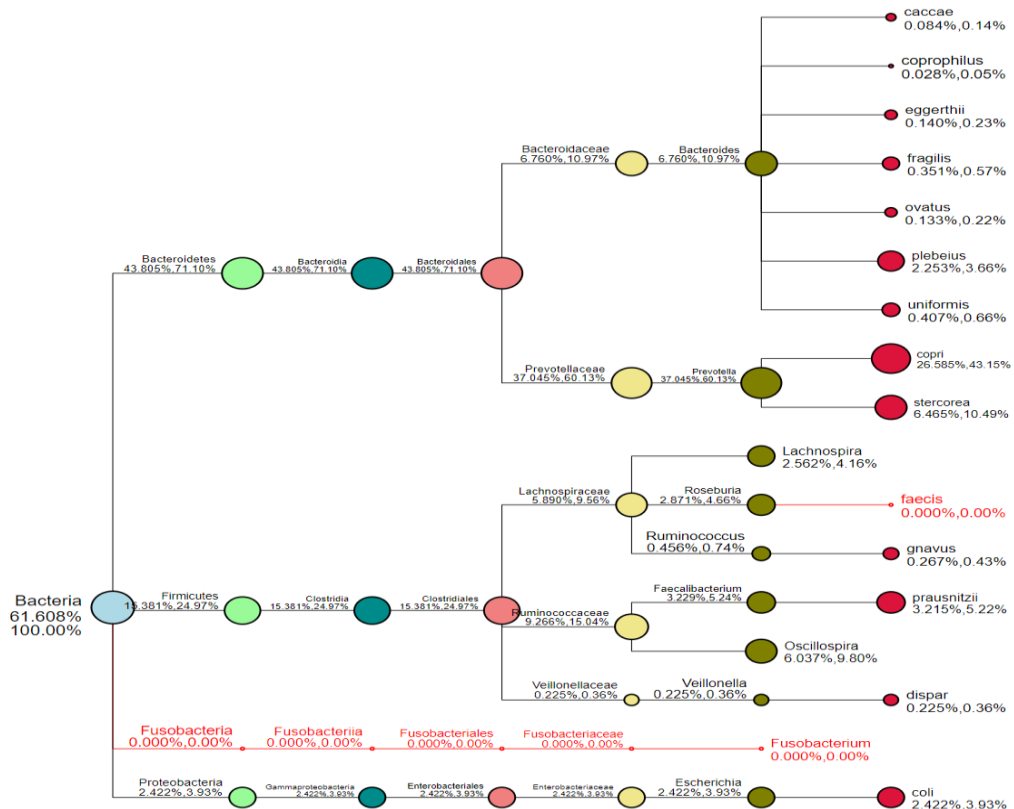 caccae
0.084%,0.14%
coprophilus
0.028%,0.05%
eggerthii
0.140%,0.23%
Bacteroidaceae
6.760%,10.97%
Bacteroides
6.760%,10.97%
fragilis
0.351%,0.57%
ovatus
0.133%,0.22%
Bacteroidetes
43.805%,71.10%
Bacteroidia
43.805%,71.10%
Bacteroidales
43.805%,71.10%
plebeius
2.253%,3.66%
uniformis
0.407%,0.66%
copri
26.585%,43.15%
Prevotellaceae
37.045%,60.13%
Prevotella
37.045%,60.13%
stercorea
6.465%,10.49%
Lachnospira
2.562%,4.16%
Lachnospiraceae
5.890%,9.56%
Roseburia
2.871%,4.66%
faecis
0.000%,0.00%
Ruminococcus
0.456%,0.74%
gnavus
0.267%,0.43%
Bacteria
61.608%
100.00%
Firmicutes
15.381%,24.97%
Clostridia
15.381%,24.97%
Clostridiales
15.381%,24.97%
Faecalibacterium
3.229%,5.24%
prausnitzii
3.215%,5.22%
Ruminococcaceae
9.266%,15.04%
Oscillospira
6.037%,9.80%
Veillonellaceae
0.225%,0.36%
Veillonella
0.225%,0.36%
dispar
0.225%,0.36%
Fusobacteria
0.000%,0.00%
Fusobacteriia
0.000%,0.00%
Fusobacteriales
0.000%,0.00%
Fusobacteriaceae
0.000%,0.00%
Fusobacterium
0.000%,0.00%
Proteobacteria
2.422%,3.93%
Gammaproteobacteria
2.422%,3.93%
Enterobacteriales
2.422%,3.93%
Enterobacteriaceae
2.422%,3.93%
Escherichia
2.422%,3.93%
coli
2.422%,3.93%